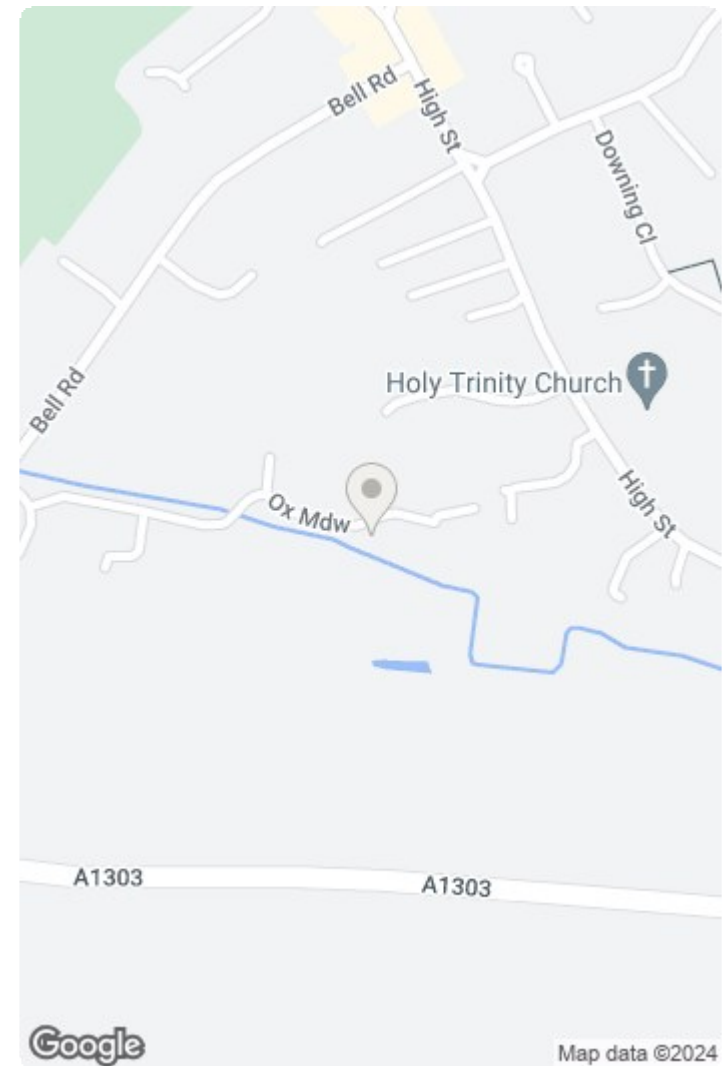 Bell Rd
High St
Downing Cl
Holy Trinity Church
Bell Rd
Ox Mdw
High St
A1303
A1303
Google
Map data ©2024